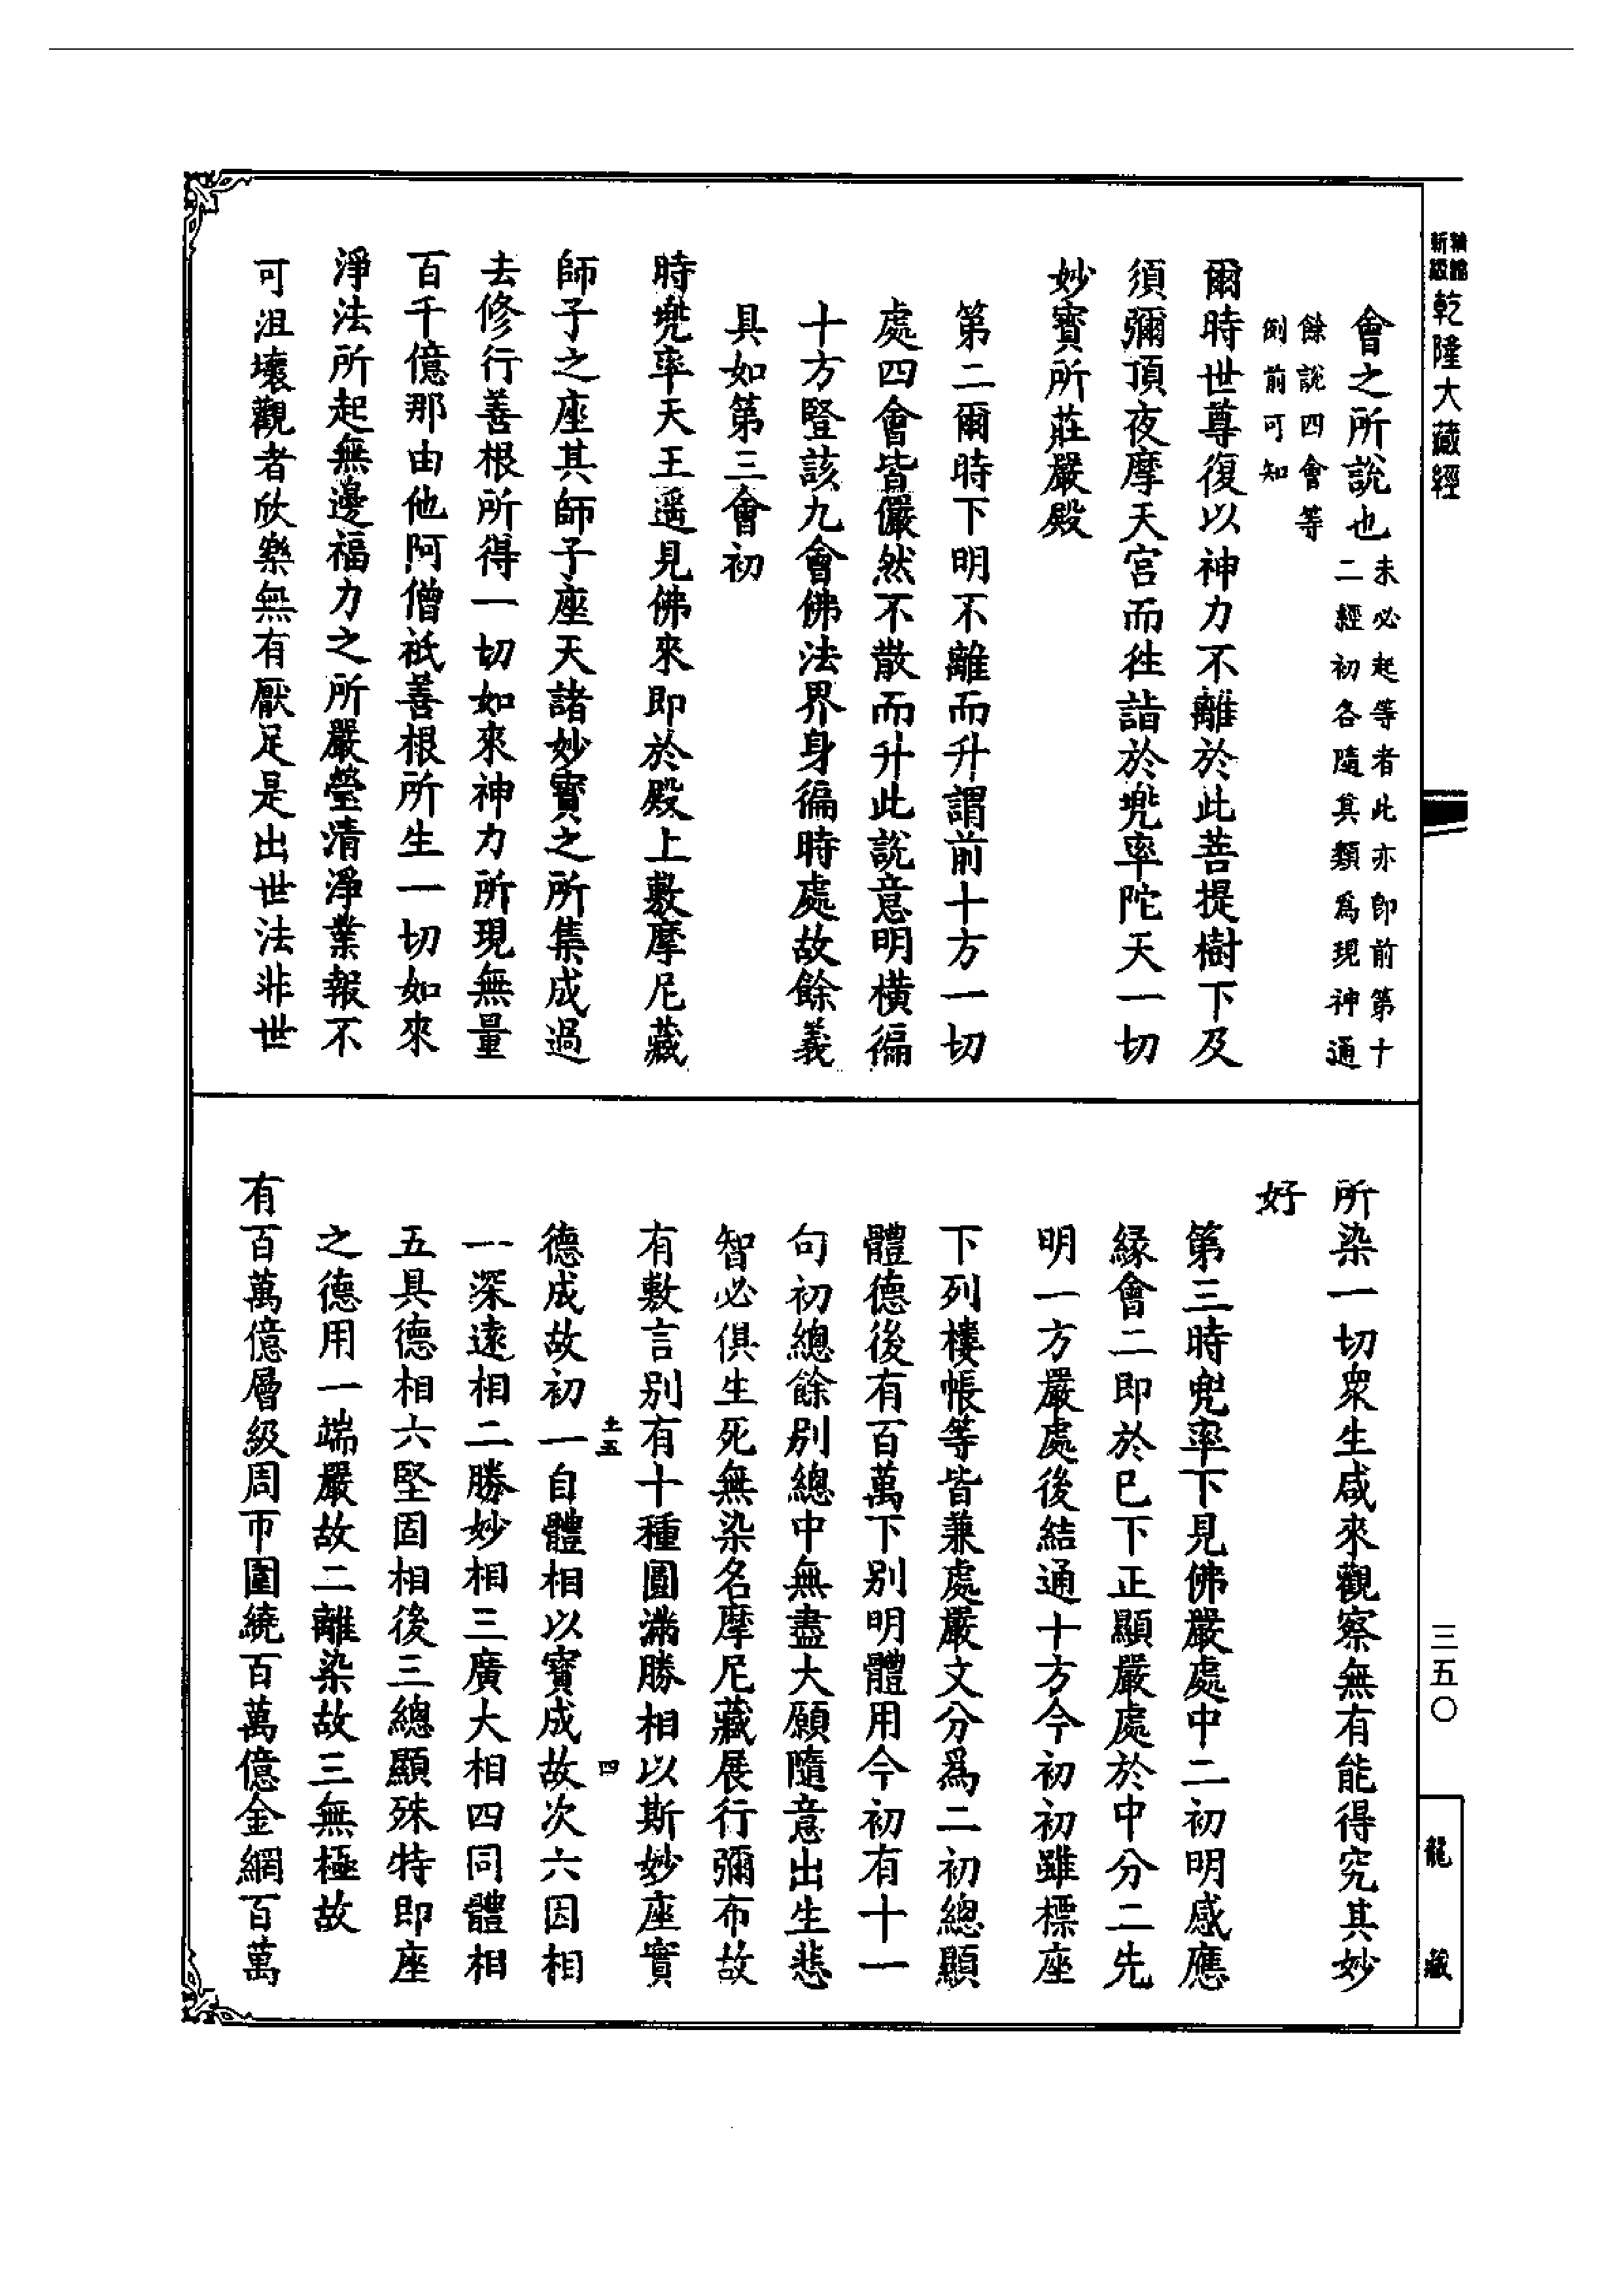 乾隆大藏經
會之所說也未必起等者此亦即前第十
二經初各隨其類為現神通
餘說四會等
例前可知
爾時世尊復以神力不離於此菩提樹下及
須彌頂夜摩天宮而往詣於兜率陀天一切
妙寶所莊嚴殿
第二爾時下明不離而升謂前十方一切
處四會皆儼然不散而升此說意明橫徧
十方豎該九會佛法界身徧時處故餘義
具如第三會初
時兜率天王遥見佛來即於殿上敷摩尼藏
師子之座其師子座天諸妙寶之所集成過
去修行善根所得一切如來神力所現無量
百千億那由他阿僧祇善根所生一切如來
淨法所起無邊福力之所嚴瑩清淨業報不
可沮壞觀者欣樂無有厭足是出世法非世
所染一切眾生咸來觀察無有能得究其妙
好
第三時兜率下見佛嚴處中二初明感應
緣會二即於已下正顯嚴處於中分二先
明一方嚴處後結通十方今初初雖標座
下列樓帳等皆兼處嚴文分為二初總顯
體德後有百萬下別明體用今初有十一
句初總餘別總中無盡大願隨意出生悲
智必俱生死無染名摩尼藏展行彌布故
有敷言別有十種圓滿勝相以斯妙座實
十五
四
德成故初一自體相以寶成故次六因相
一深遠相二勝妙相三廣大相四同體相
五具德相六堅固相後三總顯殊特即座
之德用一端嚴故二離染故三無極故
有百萬億層級周帀圍繞百萬億金網百萬
三五〇
龍藏